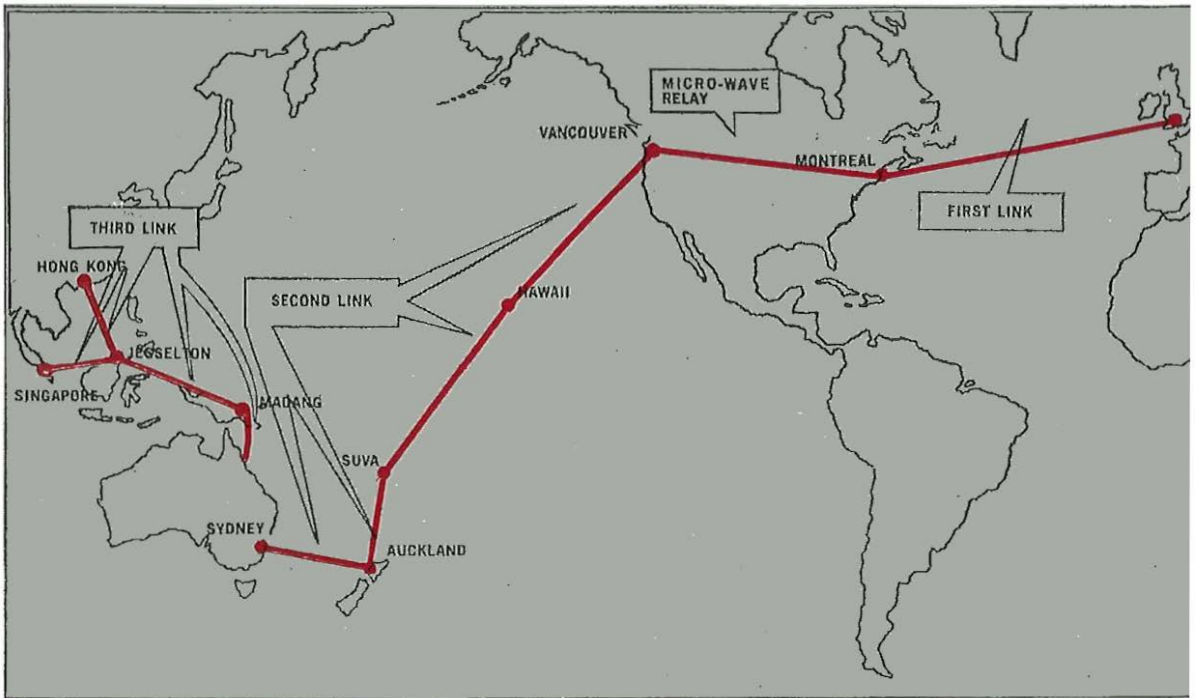 MICRO-WAVE
RELAY
VANCOUVER
MONTREAL
FIRST LINK
THIRD LINK
HONG KONG
SECOND LINK
HAWAII
JESSELTON
SINGAPORE
MADANG
SUVA
SYDNEY
AUCKLAND